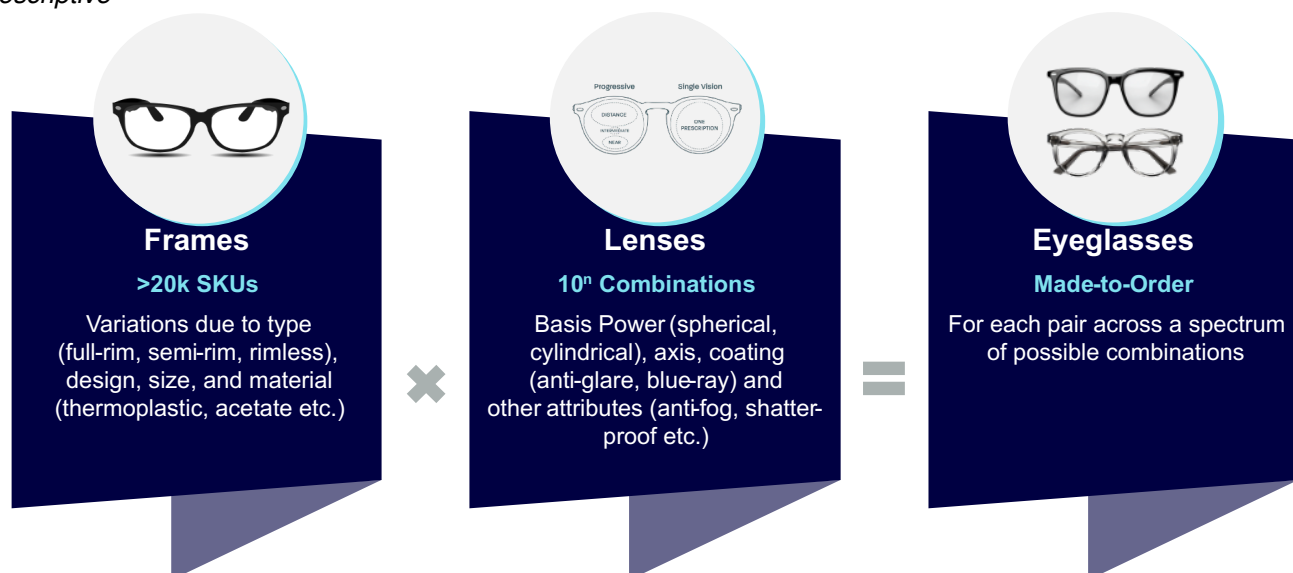 Frames
>20k SKUs
Variations due to type
(full-rim, semi-rim, rimless),
design, size, and material
(thermoplastic, acetate etc.)
Progressive
Single Vision
DISTANCE
INTERMEDIATE
NEAR
ONE
PRESCRIPTION
Lenses
10ⁿ Combinations
Basis Power (spherical,
cylindrical), axis, coating
(anti-glare, blue-ray) and
other attributes (anti-fog, shatter-
proof etc.)
Eyeglasses
Made-to-Order
For each pair across a spectrum
of possible combinations